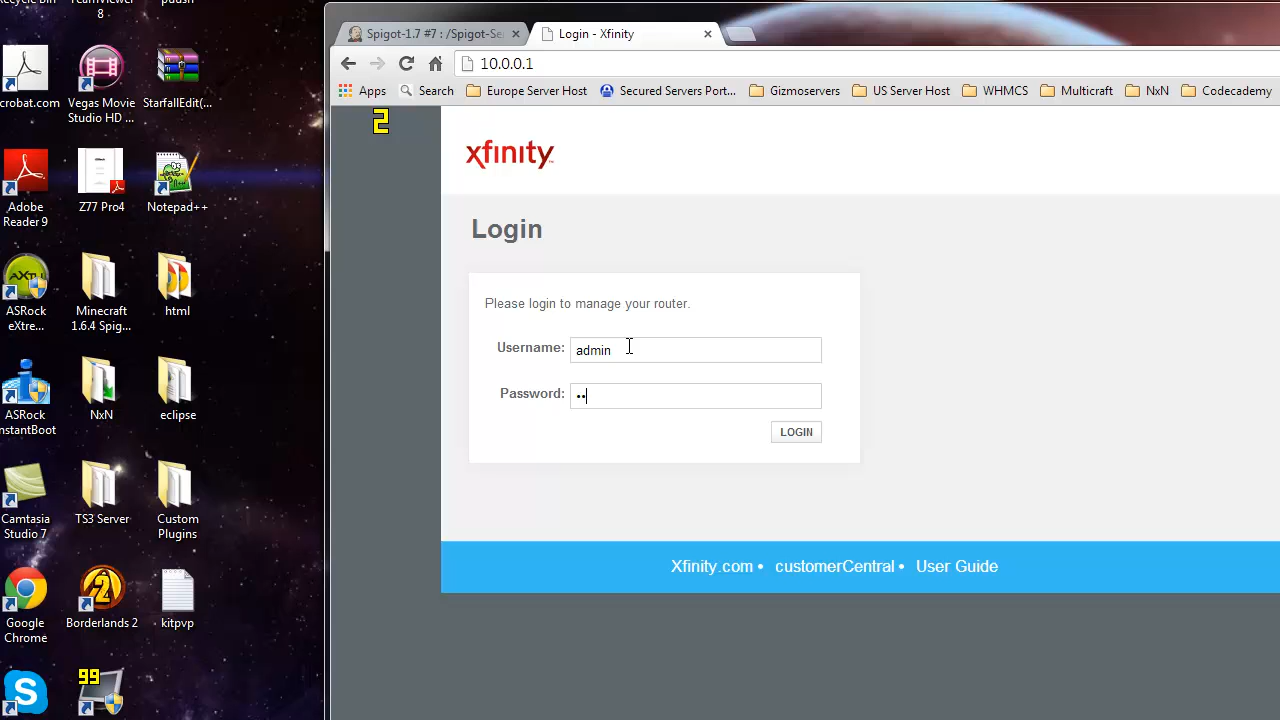 8
crobat.com
Vegas Movie
Studio HD ...
StarfallEdit(...
Adobe
Reader 9
Z77 Pro4
Notepad++
ASRock
eXtre...
Minecraft
1.6.4 Spig...
html
ASRock
nstantBoot
NxN
eclipse
Camtasia
Studio 7
TS3 Server
Custom
Plugins
Google
Chrome
Borderlands 2
kitpvp
99
Spigot-1.7 #7 : /Spigot-Se
Login - Xfinity
10.0.0.1
Apps
Search
Europe Server Host
Secured Servers Port...
Gizmoservers
US Server Host
WHMCS
Multicraft
NxN
Codecademy
2
xfinity
Login
Please login to manage your router.
Username: admin
Password: ••
LOGIN
Xfinity.com • customerCentral • User Guide